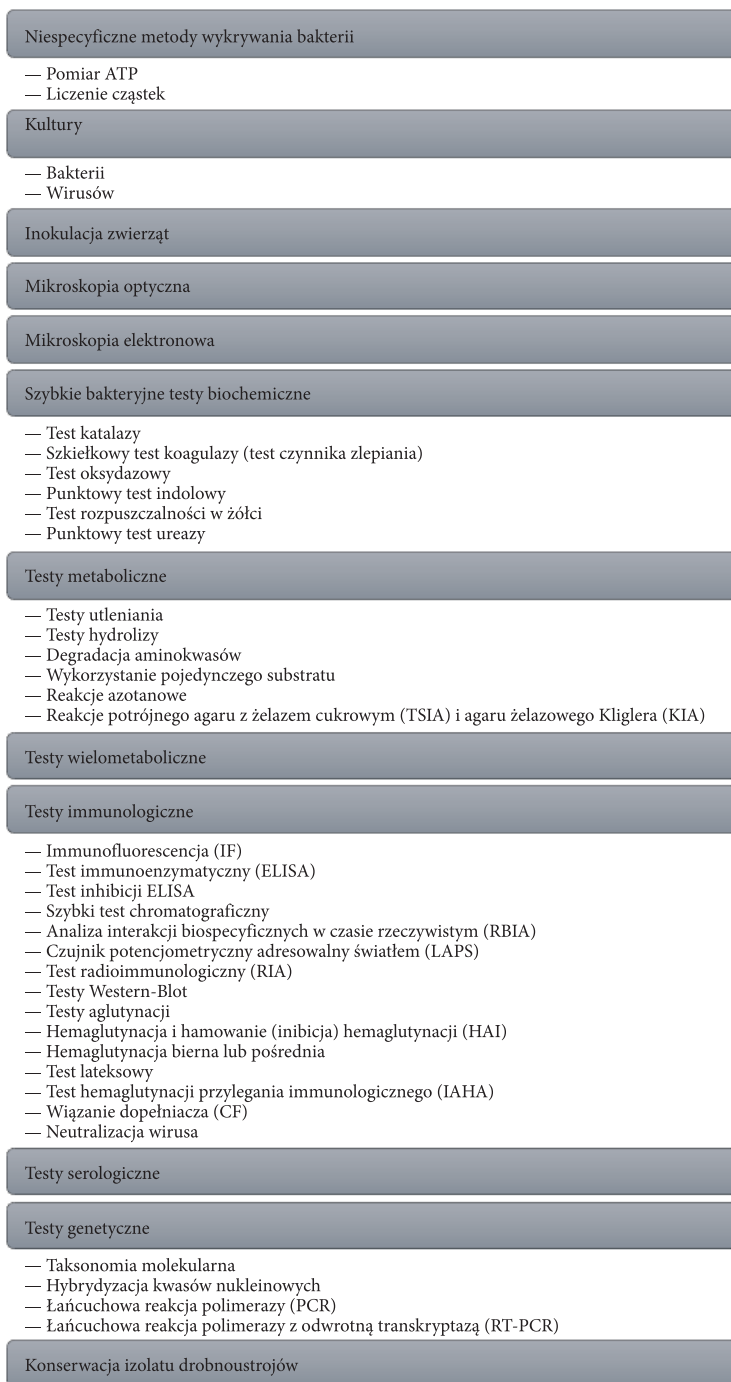 Niespecyficzne metody wykrywania bakterii
— Pomiar ATP
— Liczenie cząstek
Kultury
— Bakterii
— Wirusów
Inokulacja zwierząt
Mikroskopia optyczna
Mikroskopia elektronowa
Szybkie bakteryjne testy biochemiczne
— Test katalazy
— Szkiełkowy test koagulazy (test czynnika zlepiania)
— Test oksydazowy
— Punktowy test indolowy
— Test rozpuszczalności w żółci
— Punktowy test ureazy
Testy metaboliczne
— Testy utleniania
— Testy hydrolizy
— Degradacja aminokwasów
— Wykorzystanie pojedynczego substratu
— Reakcje azotanowe
— Reakcje potrójnego agaru z żelazem cukrowym (TSIA) i agaru żelazowego Kliglera (KIA)
Testy wielometaboliczne
Testy immunologiczne
— Immunofluorescencja (IF)
— Test immunoenzymatyczny (ELISA)
— Test inhibicji ELISA
— Szybki test chromatograficzny
— Analiza interakcji biospecyficznych w czasie rzeczywistym (RBIA)
— Czujnik potencjometryczny adresowalny światłem (LAPS)
— Test radioimmunologiczny (RIA)
— Testy Western-Blot
— Testy aglutynacji
— Hemaglutynacja i hamowanie (inibicja) hemaglutynacji (HAI)
— Hemaglutynacja bierna lub pośrednia
— Test lateksowy
— Test hemaglutynacji przylegania immunologicznego (IAHA)
— Wiązanie dopełniacza (CF)
— Neutralizacja wirusa
Testy serologiczne
Testy genetyczne
— Taksonomia molekularna
— Hybrydyzacja kwasów nukleinowych
— Łańcuchowa reakcja polimerazy (PCR)
— Łańcuchowa reakcja polimerazy z odwrotną transkryptazą (RT-PCR)
Konserwacja izolatu drobnoustrojów